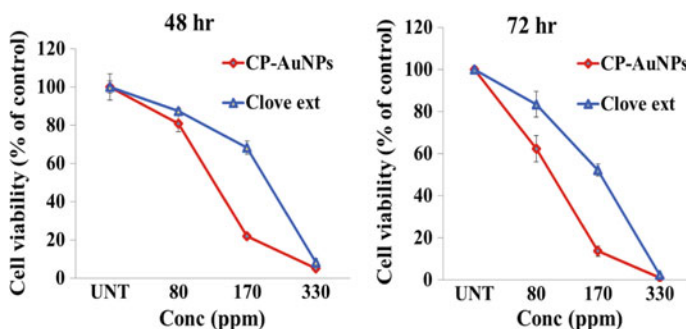 48 hr
Cell viability (% of control)
120
100
80
60
40
20
0
CP-AuNPs
Clove ext
UNT 80 170 330
Conc (ppm)
72 hr
Cell viability (% of control)
120
100
80
60
40
20
0
CP-AuNPs
Clove ext
UNT 80 170 330
Conc (ppm)